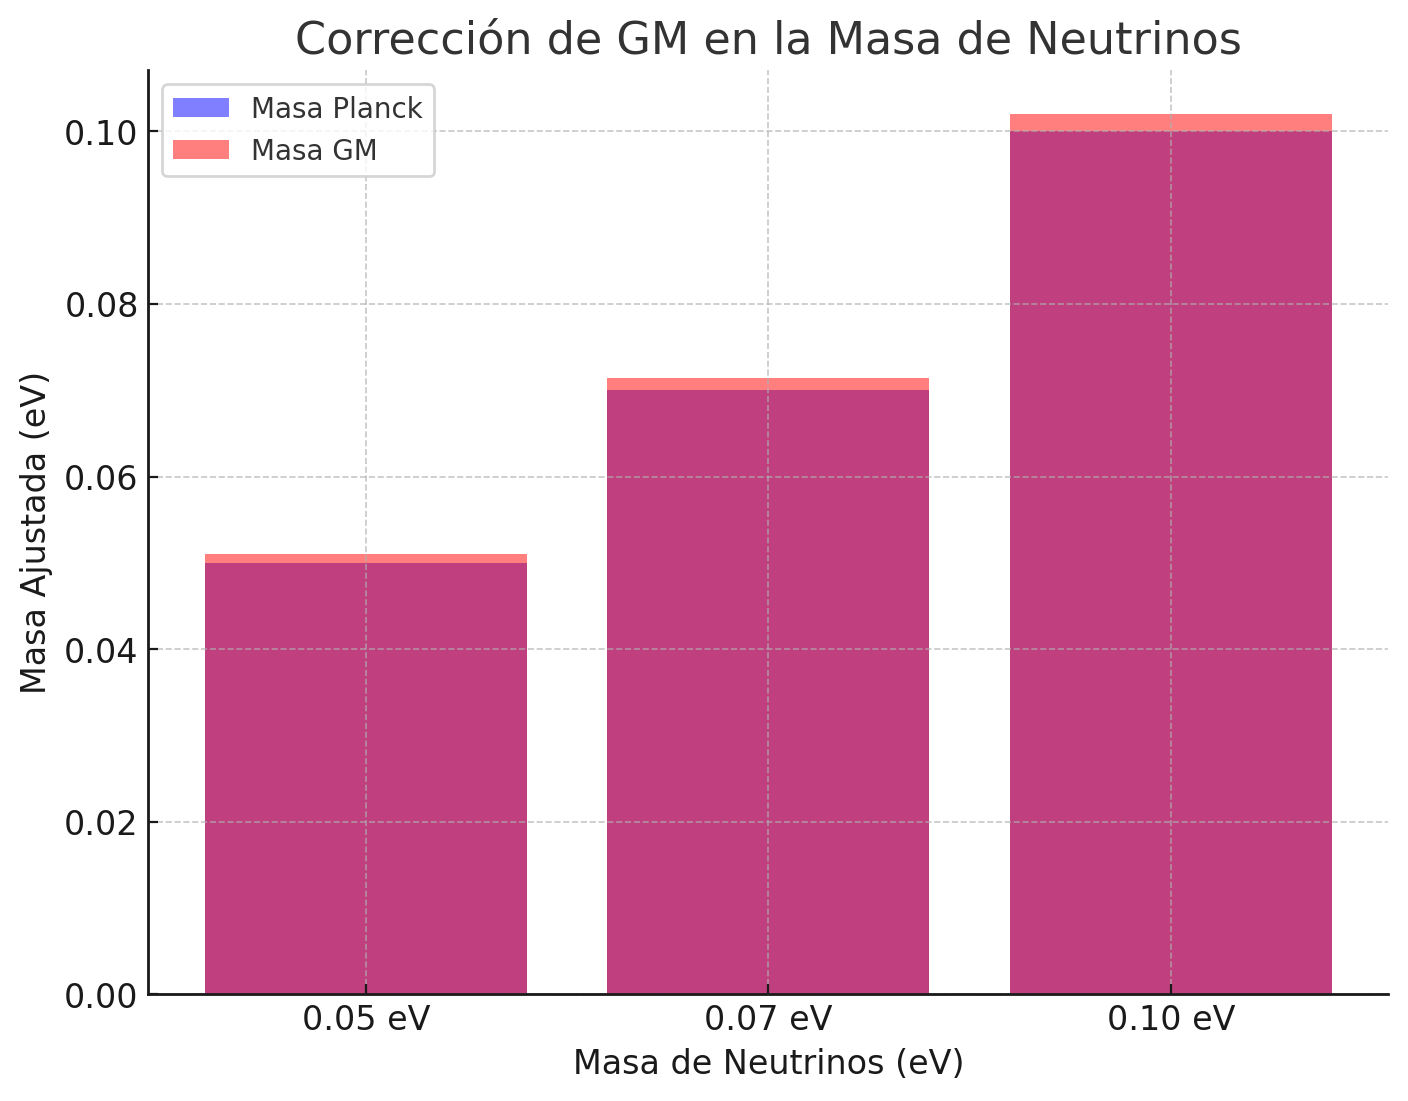 Corrección de GM en la Masa de Neutrinos
Masa Planck
Masa GM
Masa Ajustada (eV)
0.10
0.08
0.06
0.04
0.02
0.00
0.05 eV
0.07 eV
0.10 eV
Masa de Neutrinos (eV)